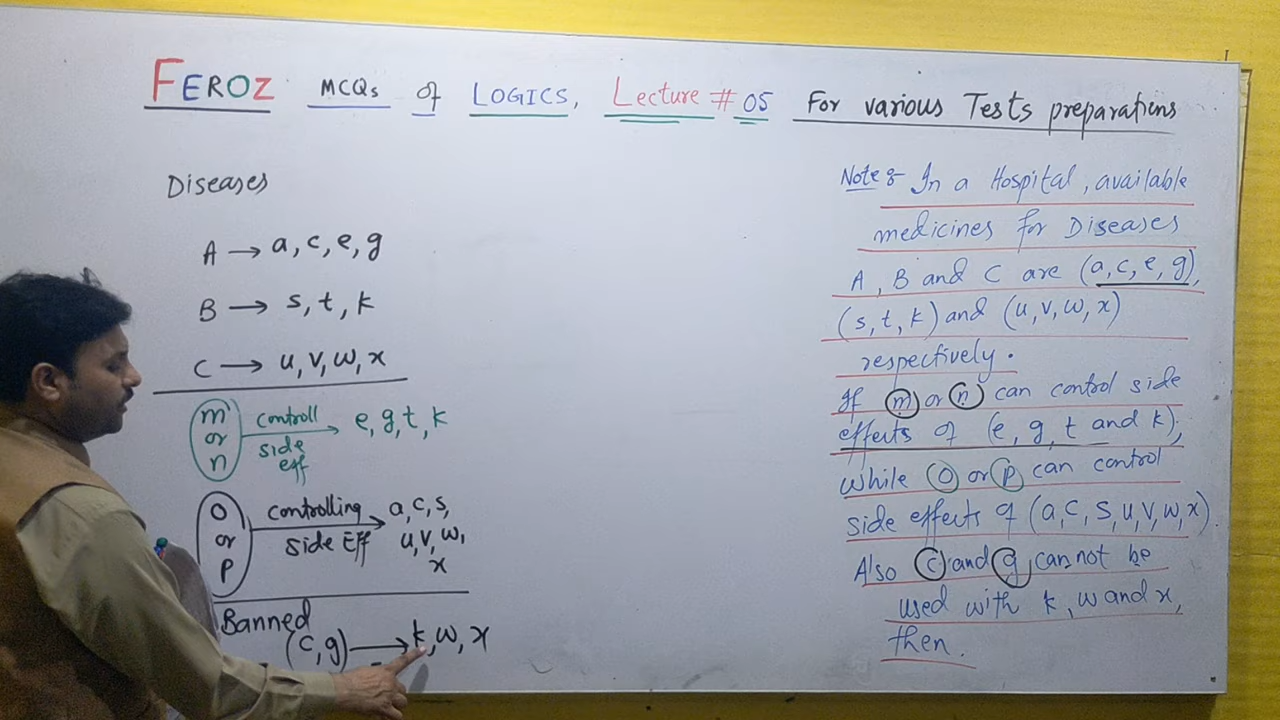 FEROZ MCQs of LOGICS, Lecture # 05 For various Tests preparations
Diseases
A → a, c, e, g
B → s, t, k
C → u, v, w, x
m or n controll side eff → e, g, t, k
O or P controlling Side Eff → a, c, s, u, v, w, x
Banned
(c, g) → k, w, x
Note:- In a Hospital, available
medicines for Diseases
A, B and C are (a, c, e, g),
(s, t, k) and (u, v, w, x)
respectively.
If m or n can control side
effects of (e, g, t and k),
while O or P can control
side effects of (a, c, s, u, v, w, x).
Also c and g cannot be
used with k, w and x,
then.